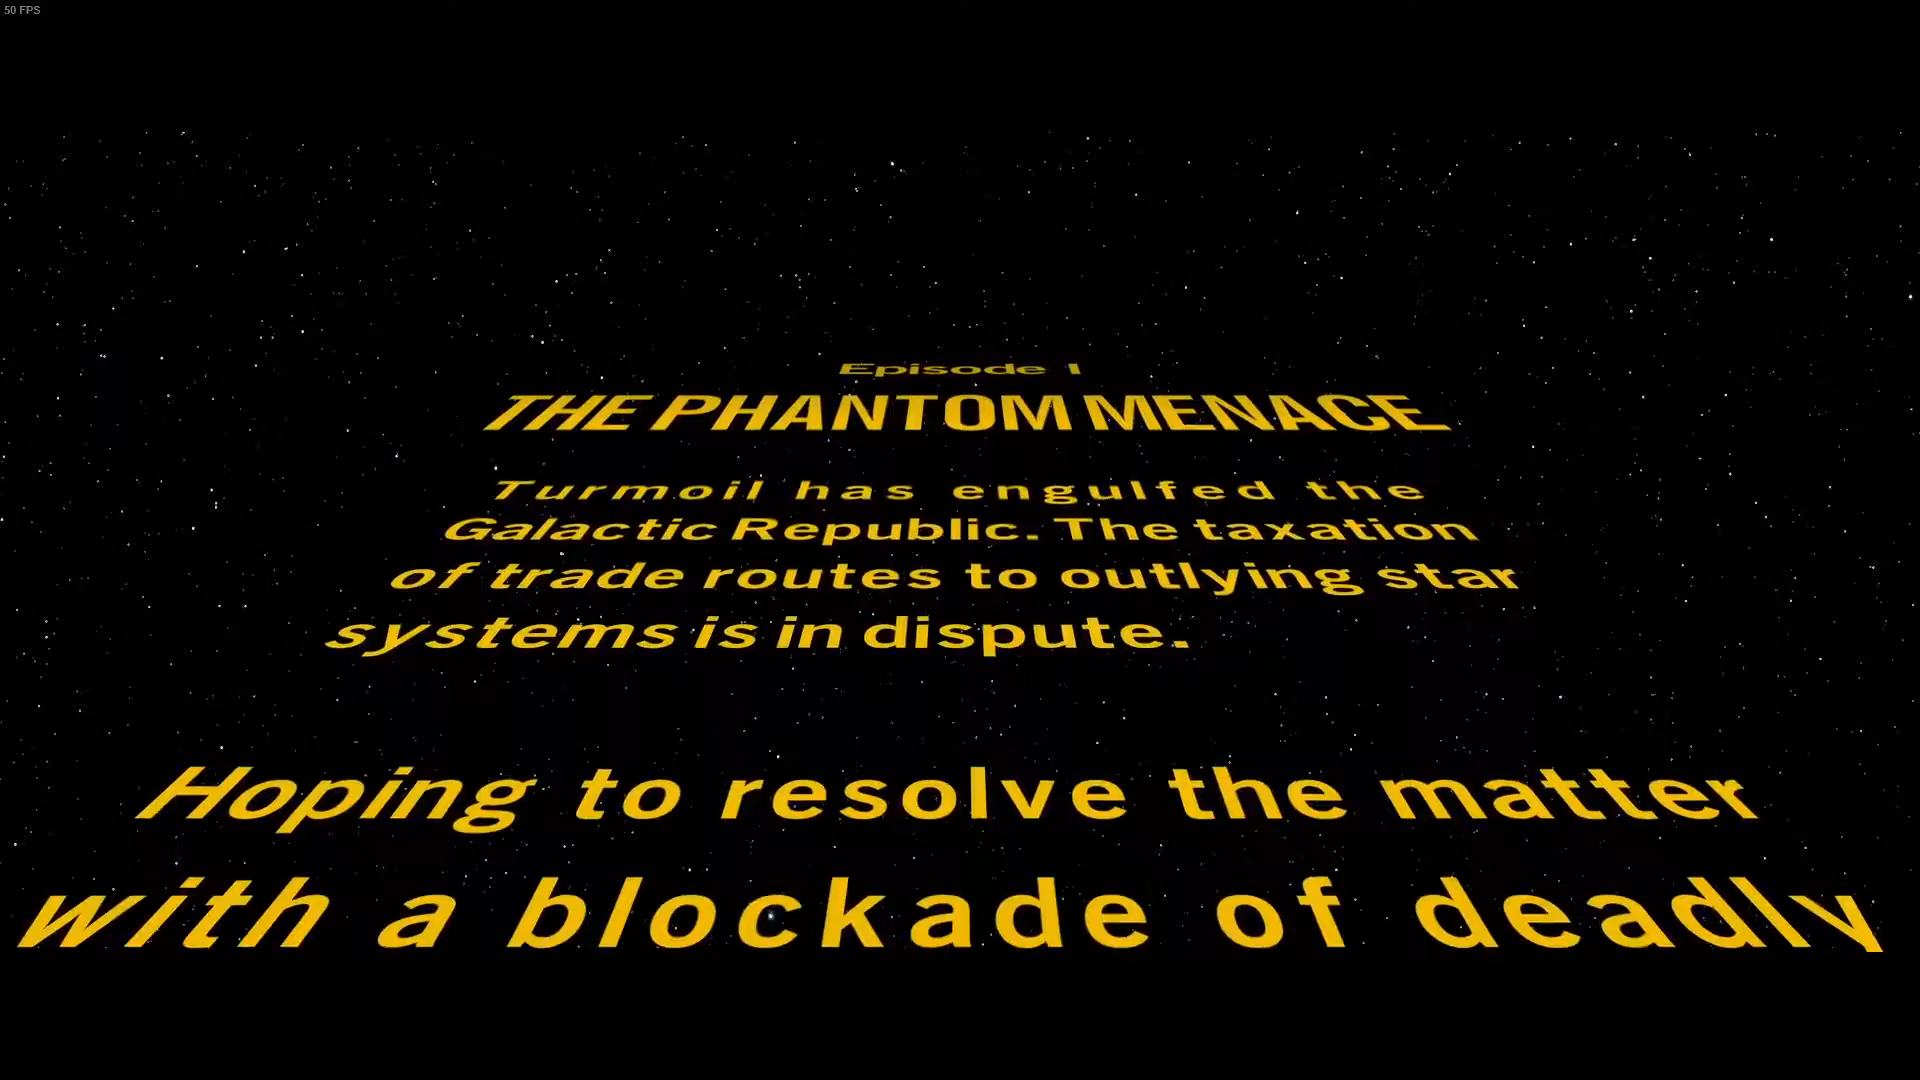 50 FPS
Episode I
THE PHANTOM MENACE
Turmoil has engulfed the
Galactic Republic. The taxation
of trade routes to outlying star
systems is in dispute.
Hoping to resolve the matter
with a blockade of deadly